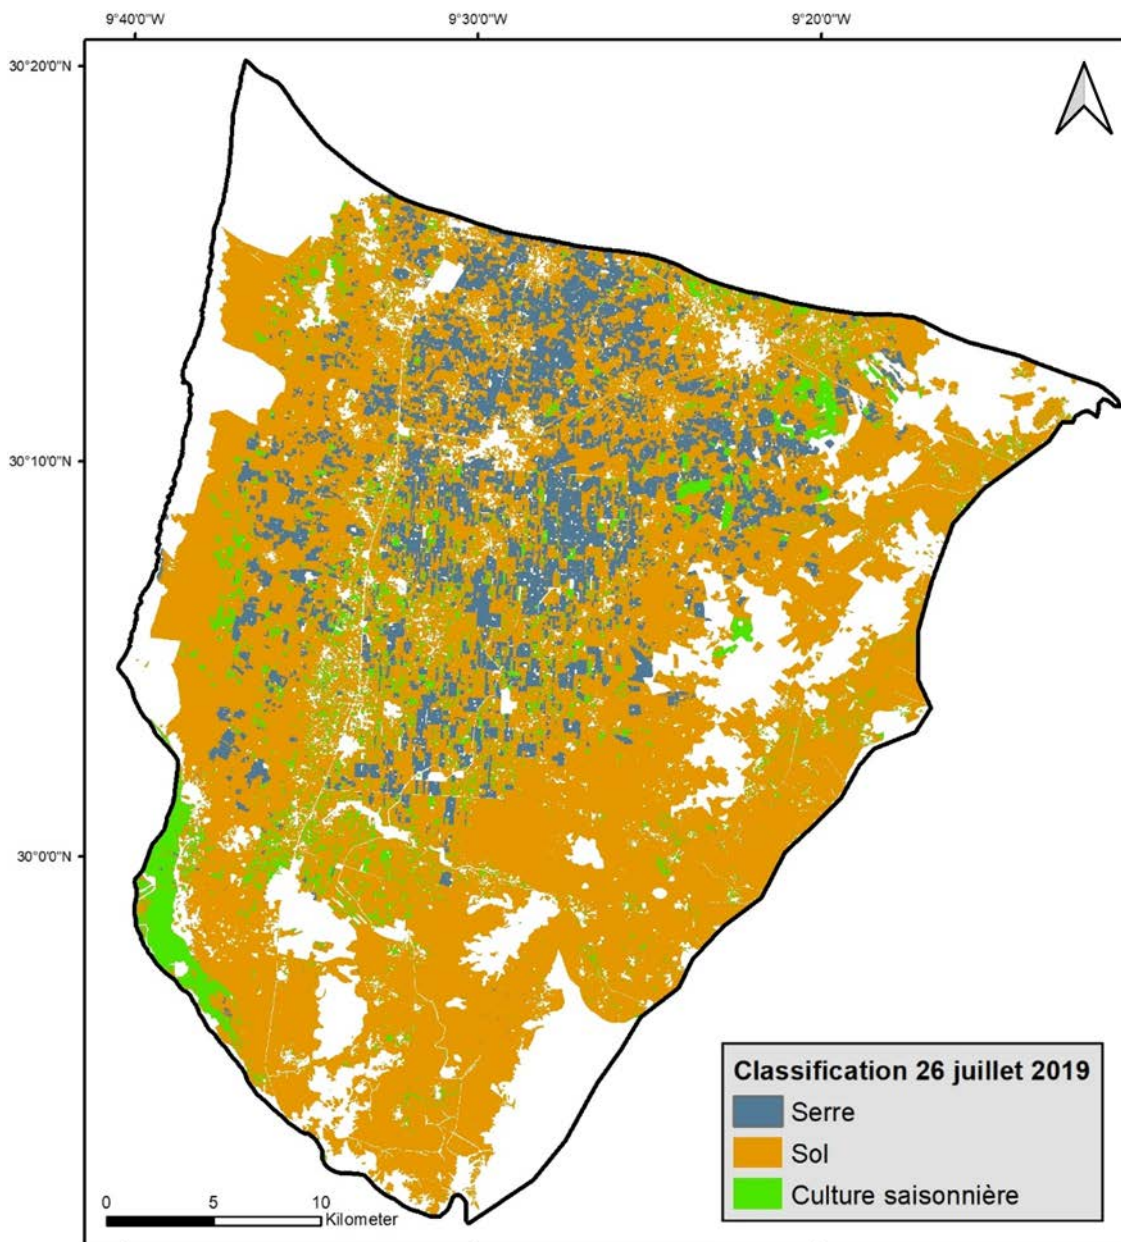 9°40'0"W 9°30'0"W 9°20'0"W
30°20'0"N
30°10'0"N
30°0'0"N
Classification 26 juillet 2019
Serre
Sol
Culture saisonnière
0 5 10
Kilometer